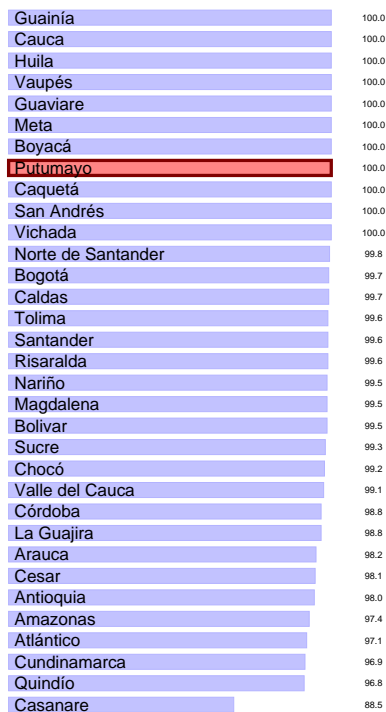 Guainía 100.0
Cauca 100.0
Huila 100.0
Vaupés 100.0
Guaviare 100.0
Meta 100.0
Boyacá 100.0
Putumayo 100.0
Caquetá 100.0
San Andrés 100.0
Vichada 100.0
Norte de Santander 99.8
Bogotá 99.7
Caldas 99.7
Tolima 99.6
Santander 99.6
Risaralda 99.6
Nariño 99.5
Magdalena 99.5
Bolivar 99.5
Sucre 99.3
Chocó 99.2
Valle del Cauca 99.1
Córdoba 98.8
La Guajira 98.8
Arauca 98.2
Cesar 98.1
Antioquia 98.0
Amazonas 97.4
Atlántico 97.1
Cundinamarca 96.9
Quindío 96.8
Casanare 88.5